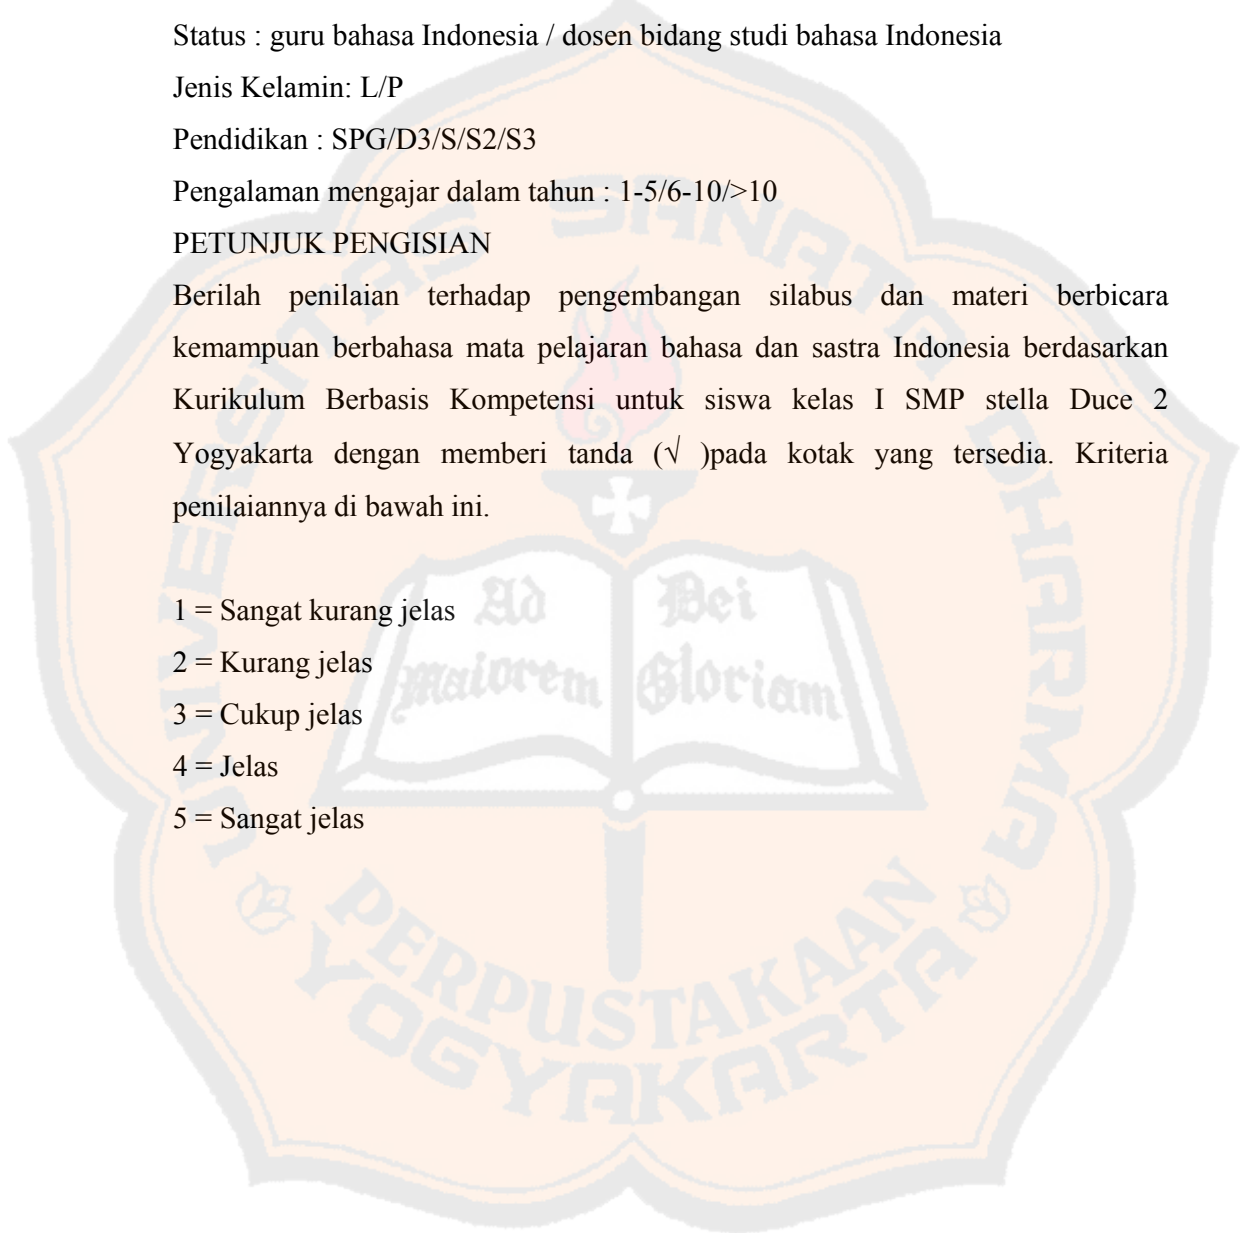 Status : guru bahasa Indonesia / dosen bidang studi bahasa Indonesia
Jenis Kelamin: L/P
Pendidikan : SPG/D3/S/S2/S3
Pengalaman mengajar dalam tahun : 1-5/6-10/>10
PETUNJUK PENGISIAN
Berilah penilaian terhadap pengembangan silabus dan materi berbicara
kemampuan berbahasa mata pelajaran bahasa dan sastra Indonesia berdasarkan
Kurikulum Berbasis Kompetensi untuk siswa kelas I SMP stella Duce 2
Yogyakarta dengan memberi tanda (√ )pada kotak yang tersedia. Kriteria
penilaiannya di bawah ini.
1 = Sangat kurang jelas
2 = Kurang jelas
3 = Cukup jelas
4 = Jelas
5 = Sangat jelas
UNIVERSITAS SANATA DHARMA
Ad Dei
Maiorem Gloriam
PERPUSTAKAAN
YOGYAKARTA